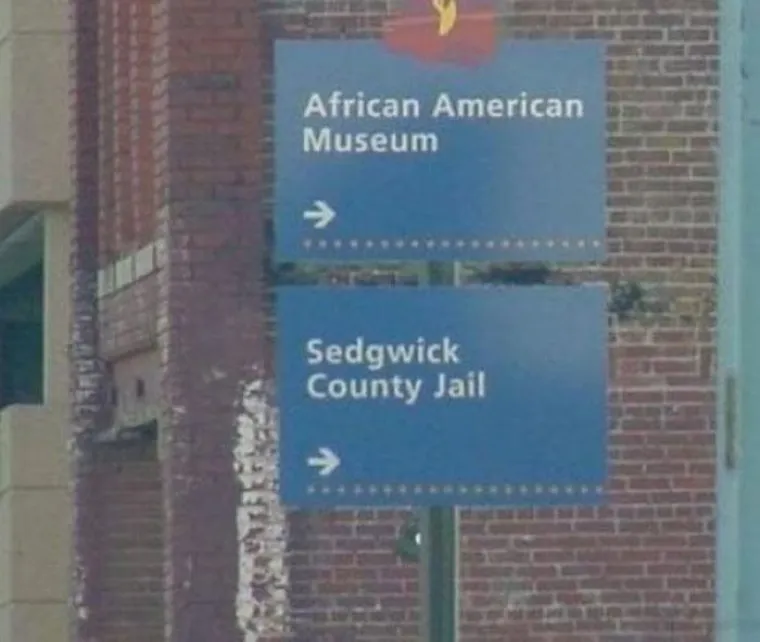 African American
Museum
→
Sedgwick
County Jail
→